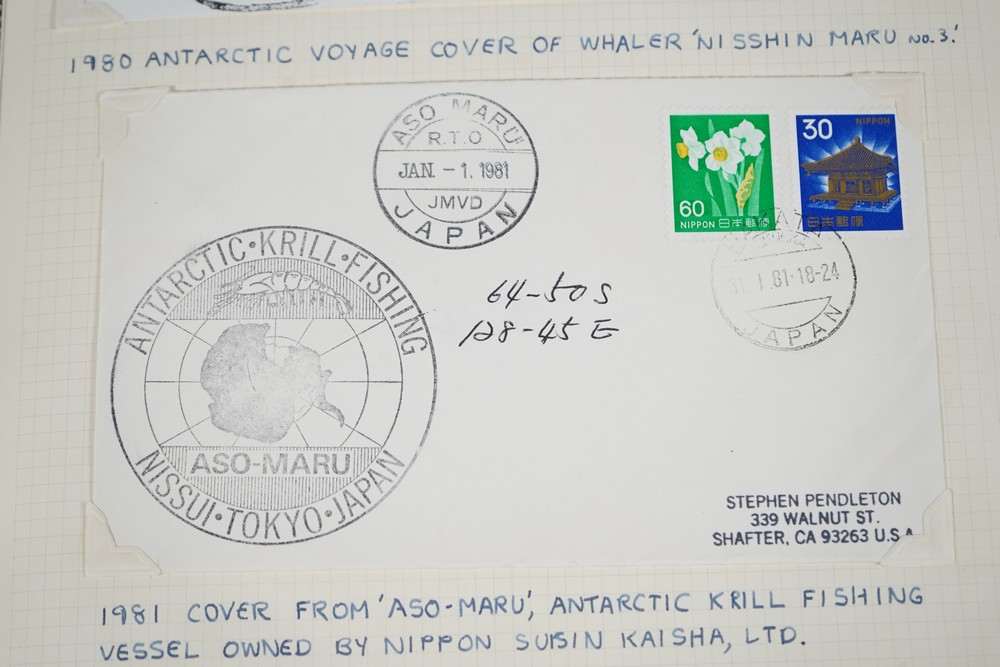 1980 ANTARCTIC VOYAGE COVER OF WHALER 'NISSHIN MARU NO. 3.'
ASO MARU
R.T.O
JAN. - 1. 1981
JMVD
JAPAN
60
NIPPON 日本郵便
30
NIPPON
日本郵便
31. I.81.18-24
JAPAN
ANTARCTIC·KRILL·FISHING
ASO-MARU
NISSUI·TOKYO·JAPAN
64-50 S
128-45 E
STEPHEN PENDLETON
339 WALNUT ST.
SHAFTER, CA 93263 U.S.A.
1981 COVER FROM 'ASO-MARU', ANTARCTIC KRILL FISHING
VESSEL OWNED BY NIPPON SUISIN KAISHA, LTD.